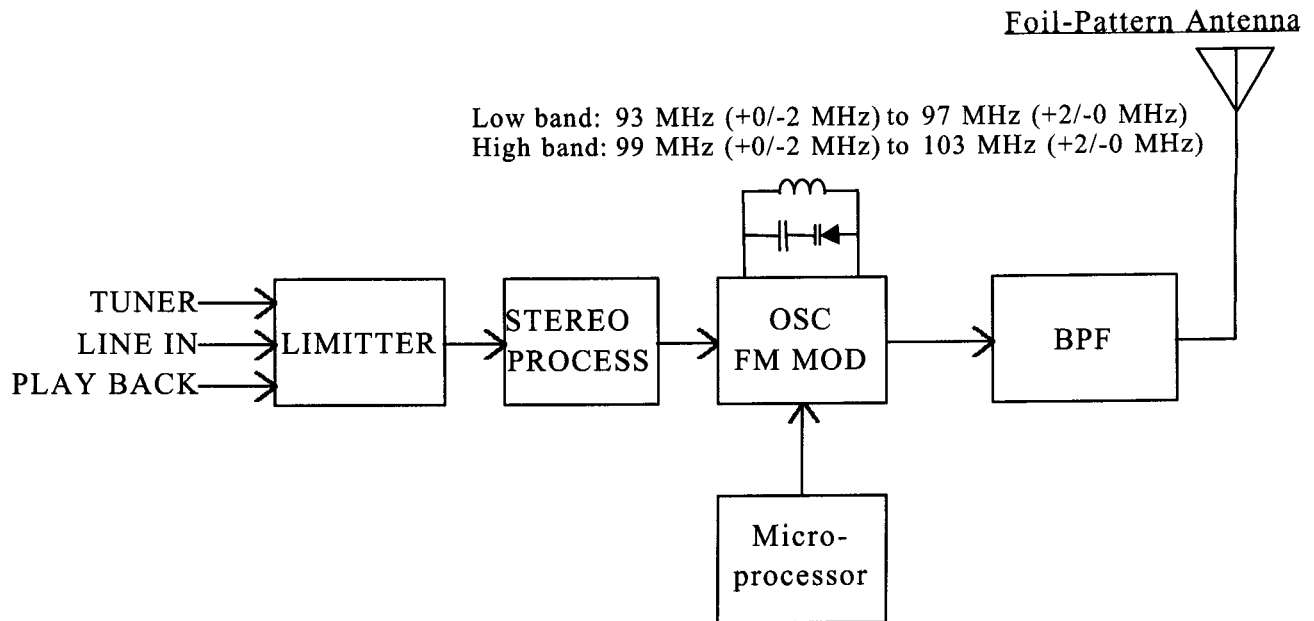 Foil-Pattern Antenna
Low band: 93 MHz (+0/-2 MHz) to 97 MHz (+2/-0 MHz)
High band: 99 MHz (+0/-2 MHz) to 103 MHz (+2/-0 MHz)
TUNER
LINE IN
PLAY BACK
LIMITTER
STEREO
PROCESS
OSC
FM MOD
BPF
Micro-
processor